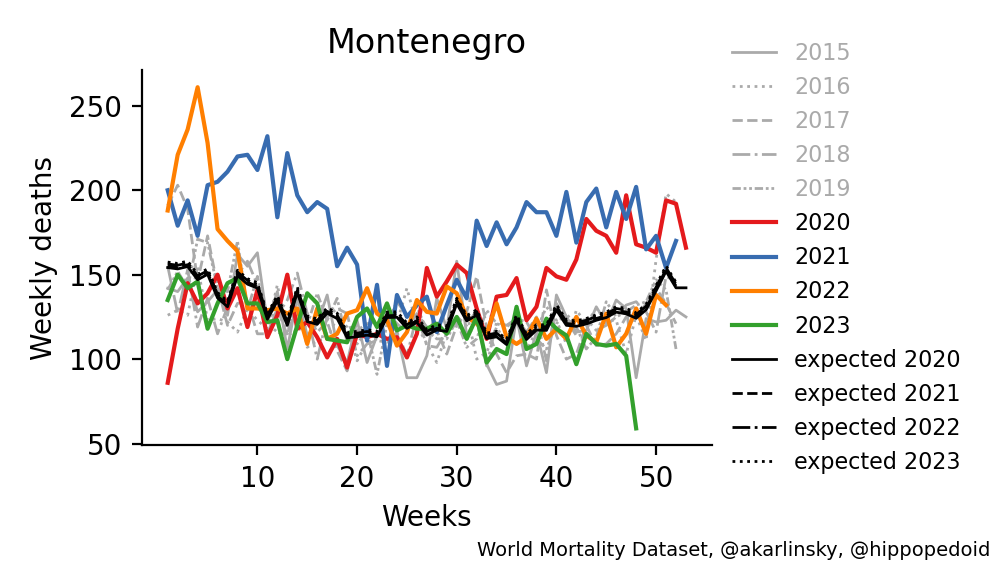 Montenegro
Weekly deaths
250
200
150
100
50
10 20 30 40 50
Weeks
2015
2016
2017
2018
2019
2020
2021
2022
2023
expected 2020
expected 2021
expected 2022
expected 2023
World Mortality Dataset, @akarlinsky, @hippopedoid